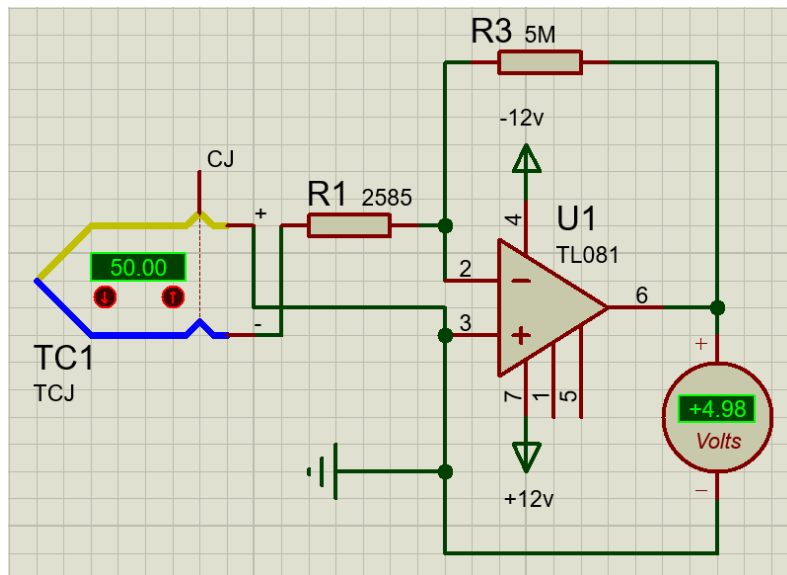 R3 5M
-12v
CJ
R1 2585
+
4
U1
TL081
50.00
2
−
6
3
+
-
TC1
TCJ
7
1
5
+
+4.98
Volts
−
+12v